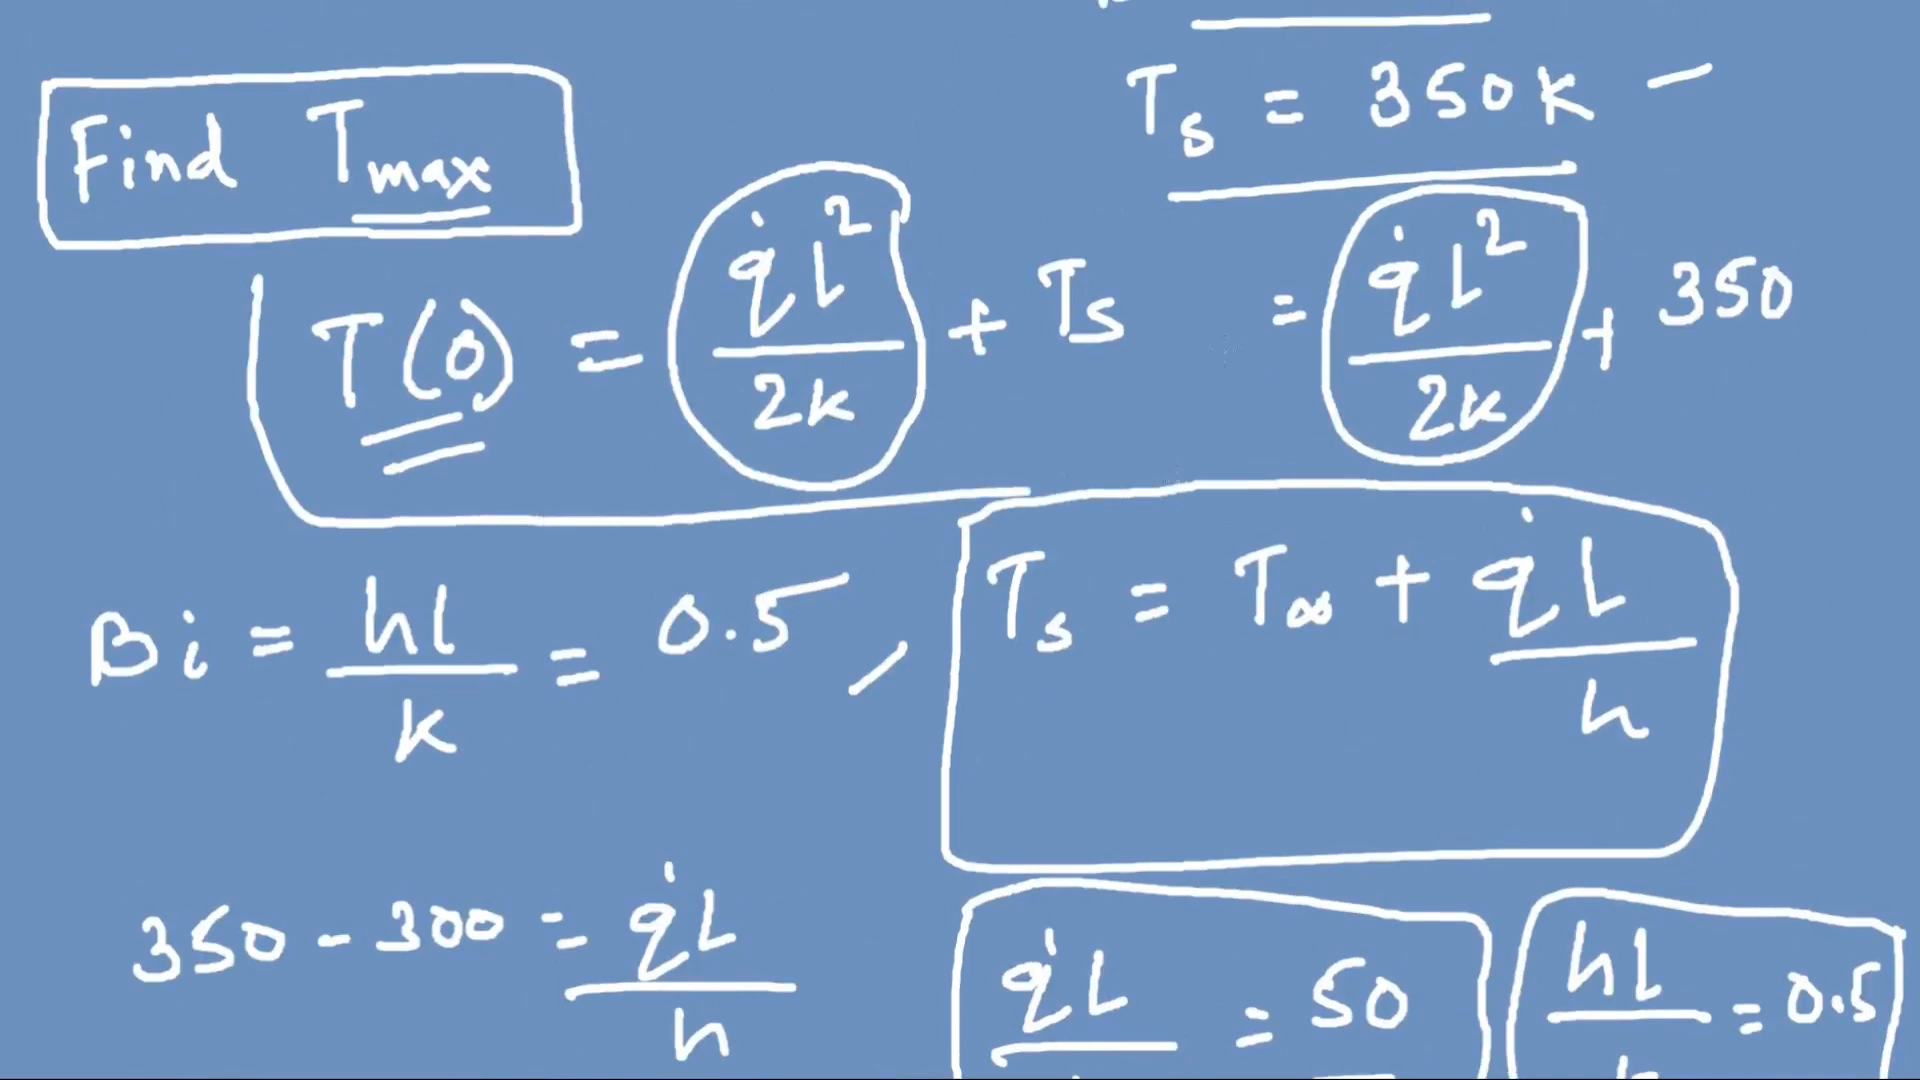 Ts = 350K -
Find Tmax
T(0) = q̇L²/2k + Ts = q̇L²/2k + 350
Bi = hL/k = 0.5, Ts = T∞ + q̇L/h
350 - 300 = q̇L/h
q̇L/ = 50
hL/ = 0.5